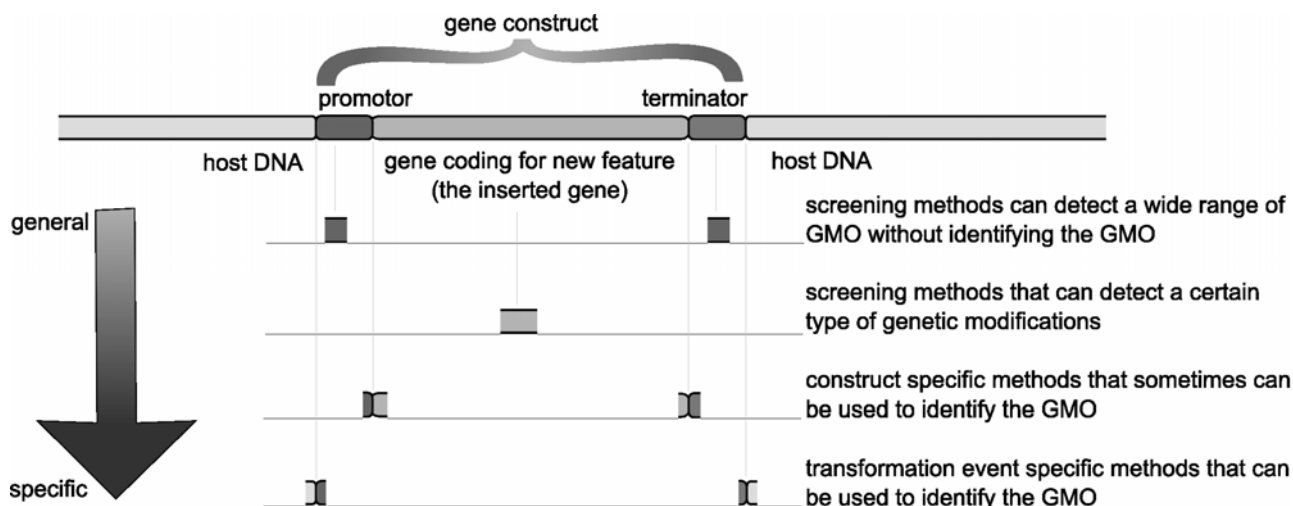 gene construct
promotor
terminator
host DNA
gene coding for new feature
(the inserted gene)
host DNA
general
screening methods can detect a wide range of
GMO without identifying the GMO
screening methods that can detect a certain
type of genetic modifications
construct specific methods that sometimes can
be used to identify the GMO
specific
transformation event specific methods that can
be used to identify the GMO